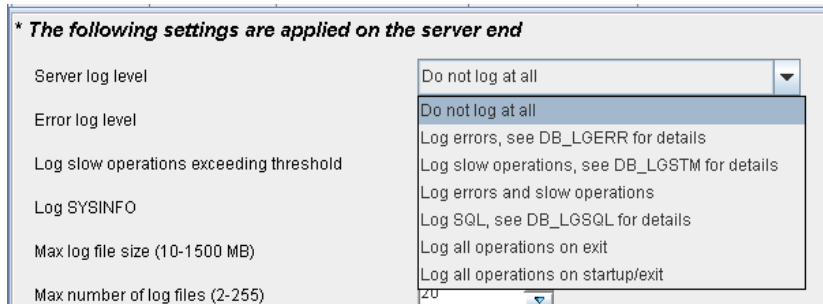 * The following settings are applied on the server end
Server log level
Do not log at all
Do not log at all
Error log level
Log errors, see DB_LGERR for details
Log slow operations exceeding threshold
Log slow operations, see DB_LGSTM for details
Log errors and slow operations
Log SYSINFO
Log SQL, see DB_LGSQL for details
Max log file size (10-1500 MB)
Log all operations on exit
Log all operations on startup/exit
Max number of log files (2-255)
20